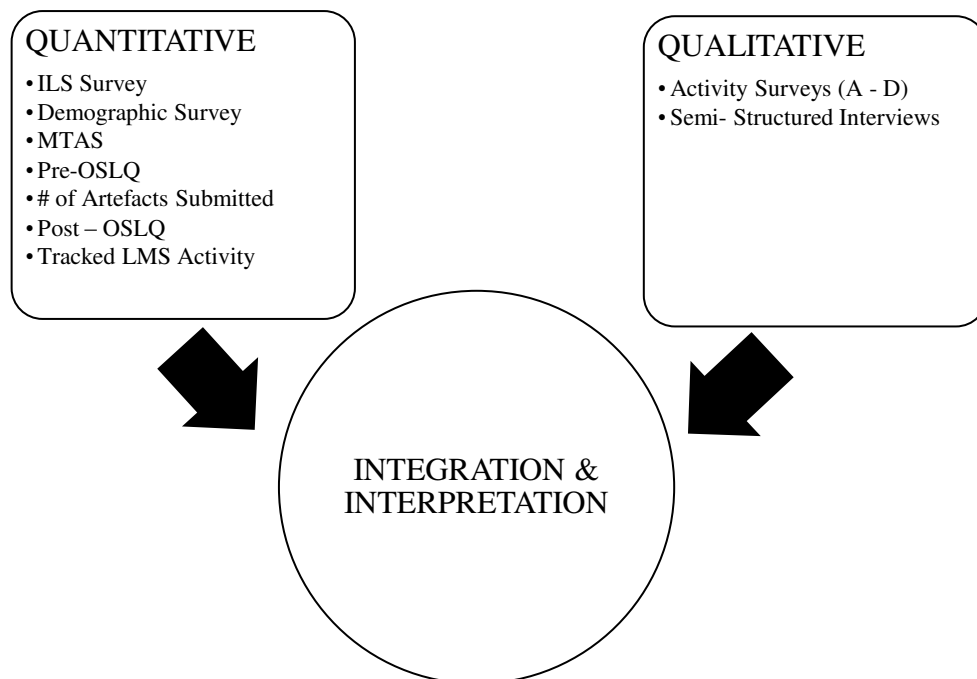 QUANTITATIVE
• ILS Survey
• Demographic Survey
• MTAS
• Pre-OSLQ
• # of Artefacts Submitted
• Post – OSLQ
• Tracked LMS Activity
QUALITATIVE
• Activity Surveys (A - D)
• Semi- Structured Interviews
INTEGRATION &
INTERPRETATION